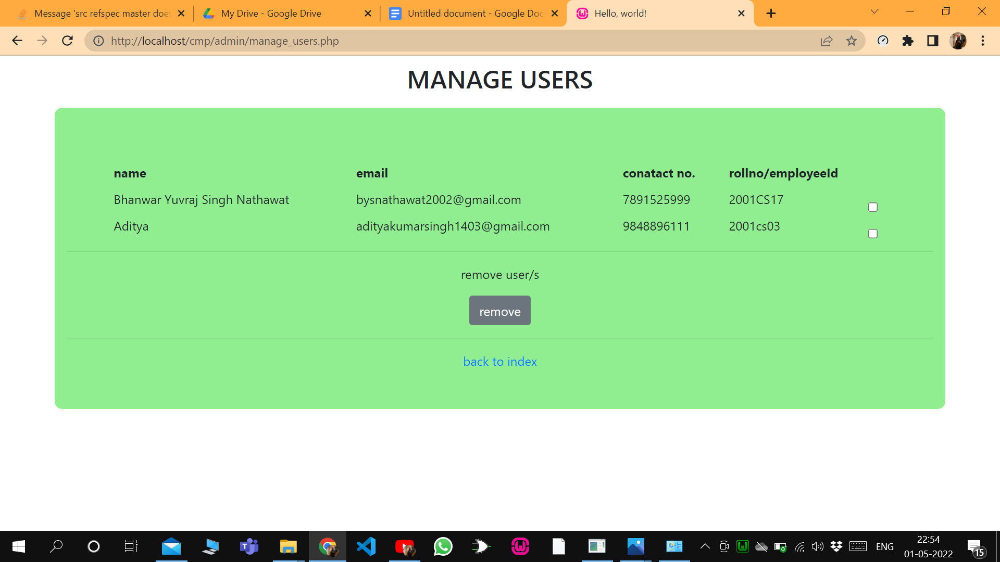 Message 'src refspec master does
My Drive - Google Drive
Untitled document - Google Doc
Hello, world!
http://localhost/cmp/admin/manage_users.php
MANAGE USERS
name email conatact no. rollno/employeeId
Bhanwar Yuvraj Singh Nathawat bysnathawat2002@gmail.com 7891525999 2001CS17
Aditya adityakumarsingh1403@gmail.com 9848896111 2001cs03
remove user/s
remove
back to index
ENG
22:54
01-05-2022
15